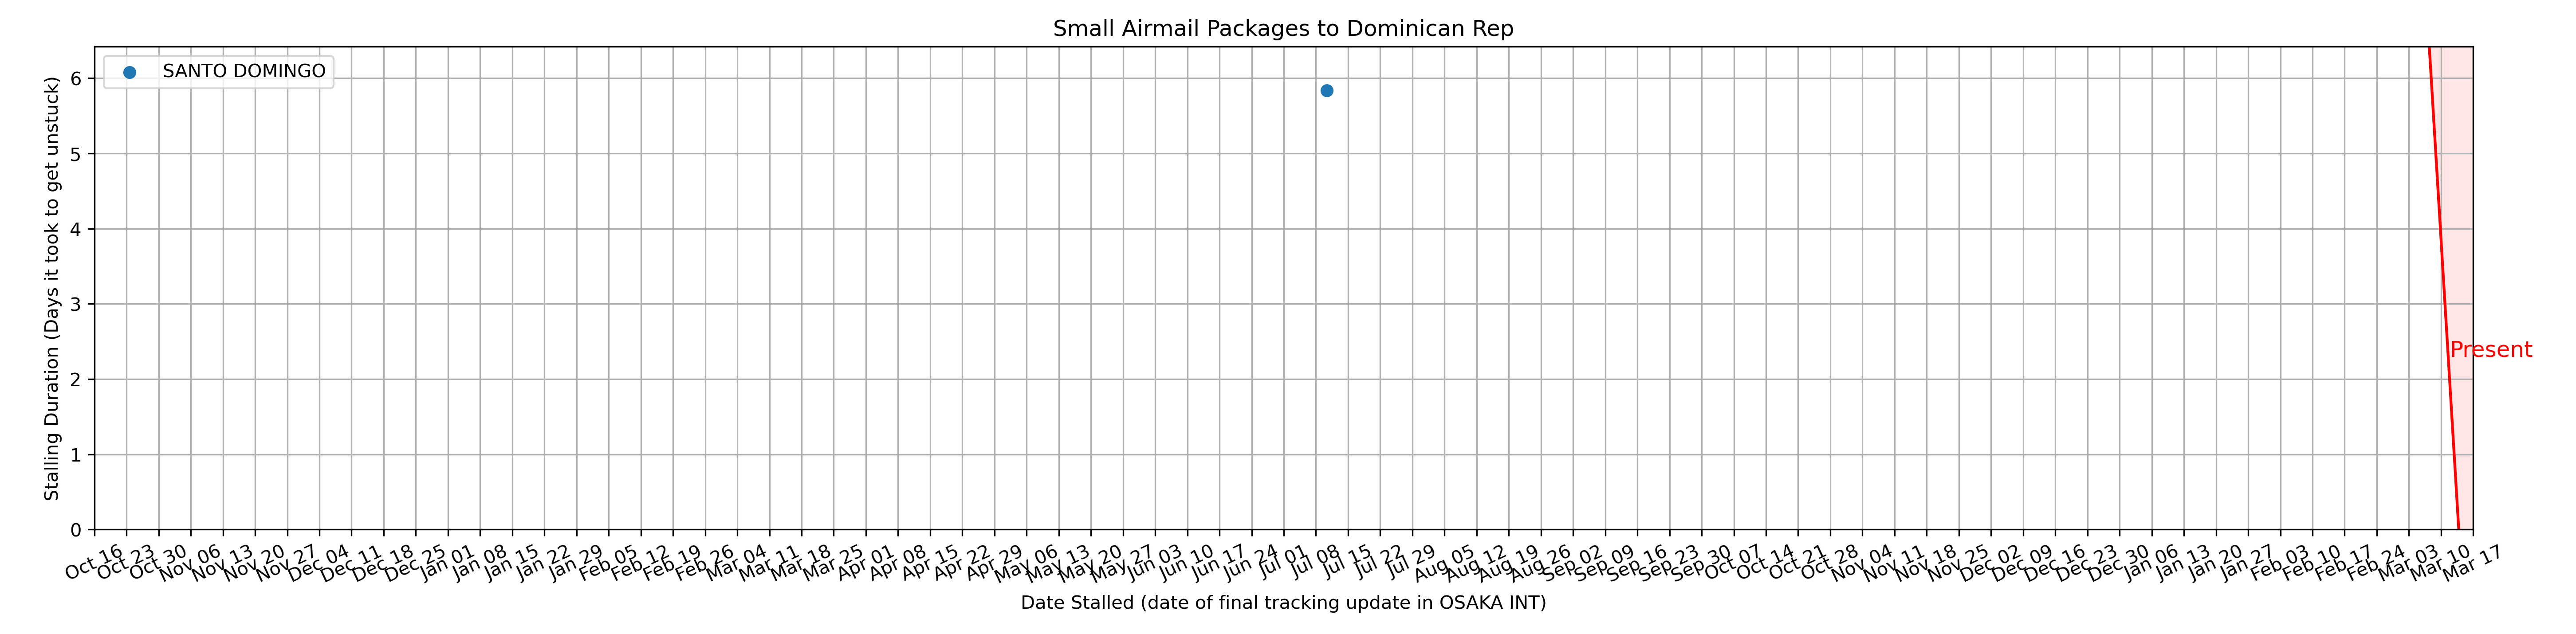 Small Airmail Packages to Dominican Rep
SANTO DOMINGO
Stalling Duration (Days it took to get unstuck)
6
5
4
3
2
1
0
Present
Oct 16 Oct 23 Oct 30 Nov 06 Nov 13 Nov 20 Nov 27 Dec 04 Dec 11 Dec 18 Dec 25 Jan 01 Jan 08 Jan 15 Jan 22 Jan 29 Feb 05 Feb 12 Feb 19 Feb 26 Mar 04 Mar 11 Mar 18 Mar 25 Apr 01 Apr 08 Apr 15 Apr 22 Apr 29 May 06 May 13 May 20 May 27 Jun 03 Jun 10 Jun 17 Jun 24 Jul 01 Jul 08 Jul 15 Jul 22 Jul 29 Aug 05 Aug 12 Aug 19 Aug 26 Sep 02 Sep 09 Sep 16 Sep 23 Sep 30 Oct 07 Oct 14 Oct 21 Oct 28 Nov 04 Nov 11 Nov 18 Nov 25 Dec 02 Dec 09 Dec 16 Dec 23 Dec 30 Jan 06 Jan 13 Jan 20 Jan 27 Feb 03 Feb 10 Feb 17 Feb 24 Mar 03 Mar 10 Mar 17
Date Stalled (date of final tracking update in OSAKA INT)